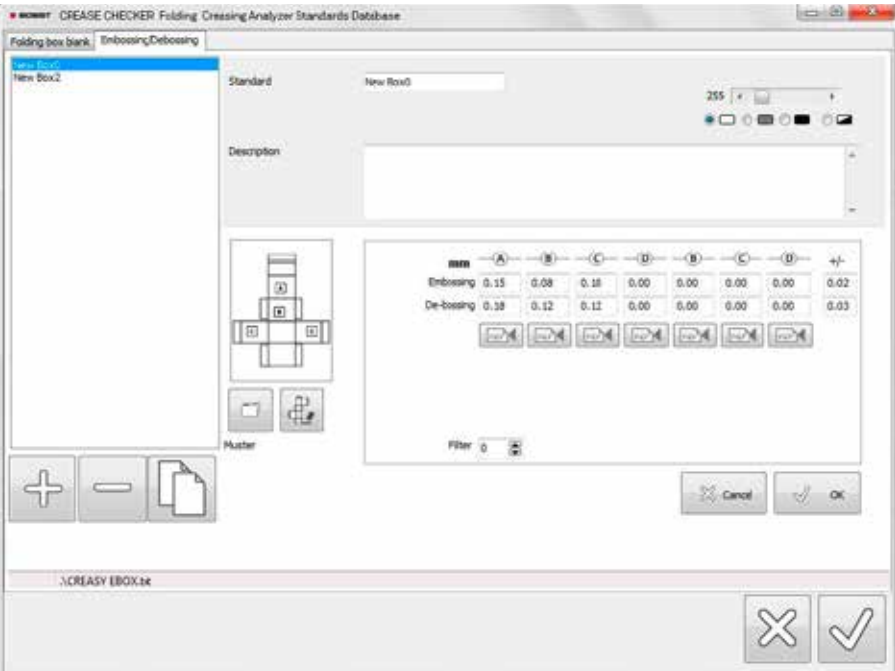 BOBST CREASE CHECKER Folding Creasing Analyzer Standards Database
Folding box blank Embossing/Debossing
New Box0
New Box2
Standard New Box0
255
Description
mm A B C D B C D +/-
Embossing 0.15 0.08 0.10 0.00 0.00 0.00 0.00 0.02
De-bossing 0.18 0.12 0.12 0.00 0.00 0.00 0.00 0.03
A
B
C
Muster
Filter 0
Cancel OK
.\CREASY EBOX.txt